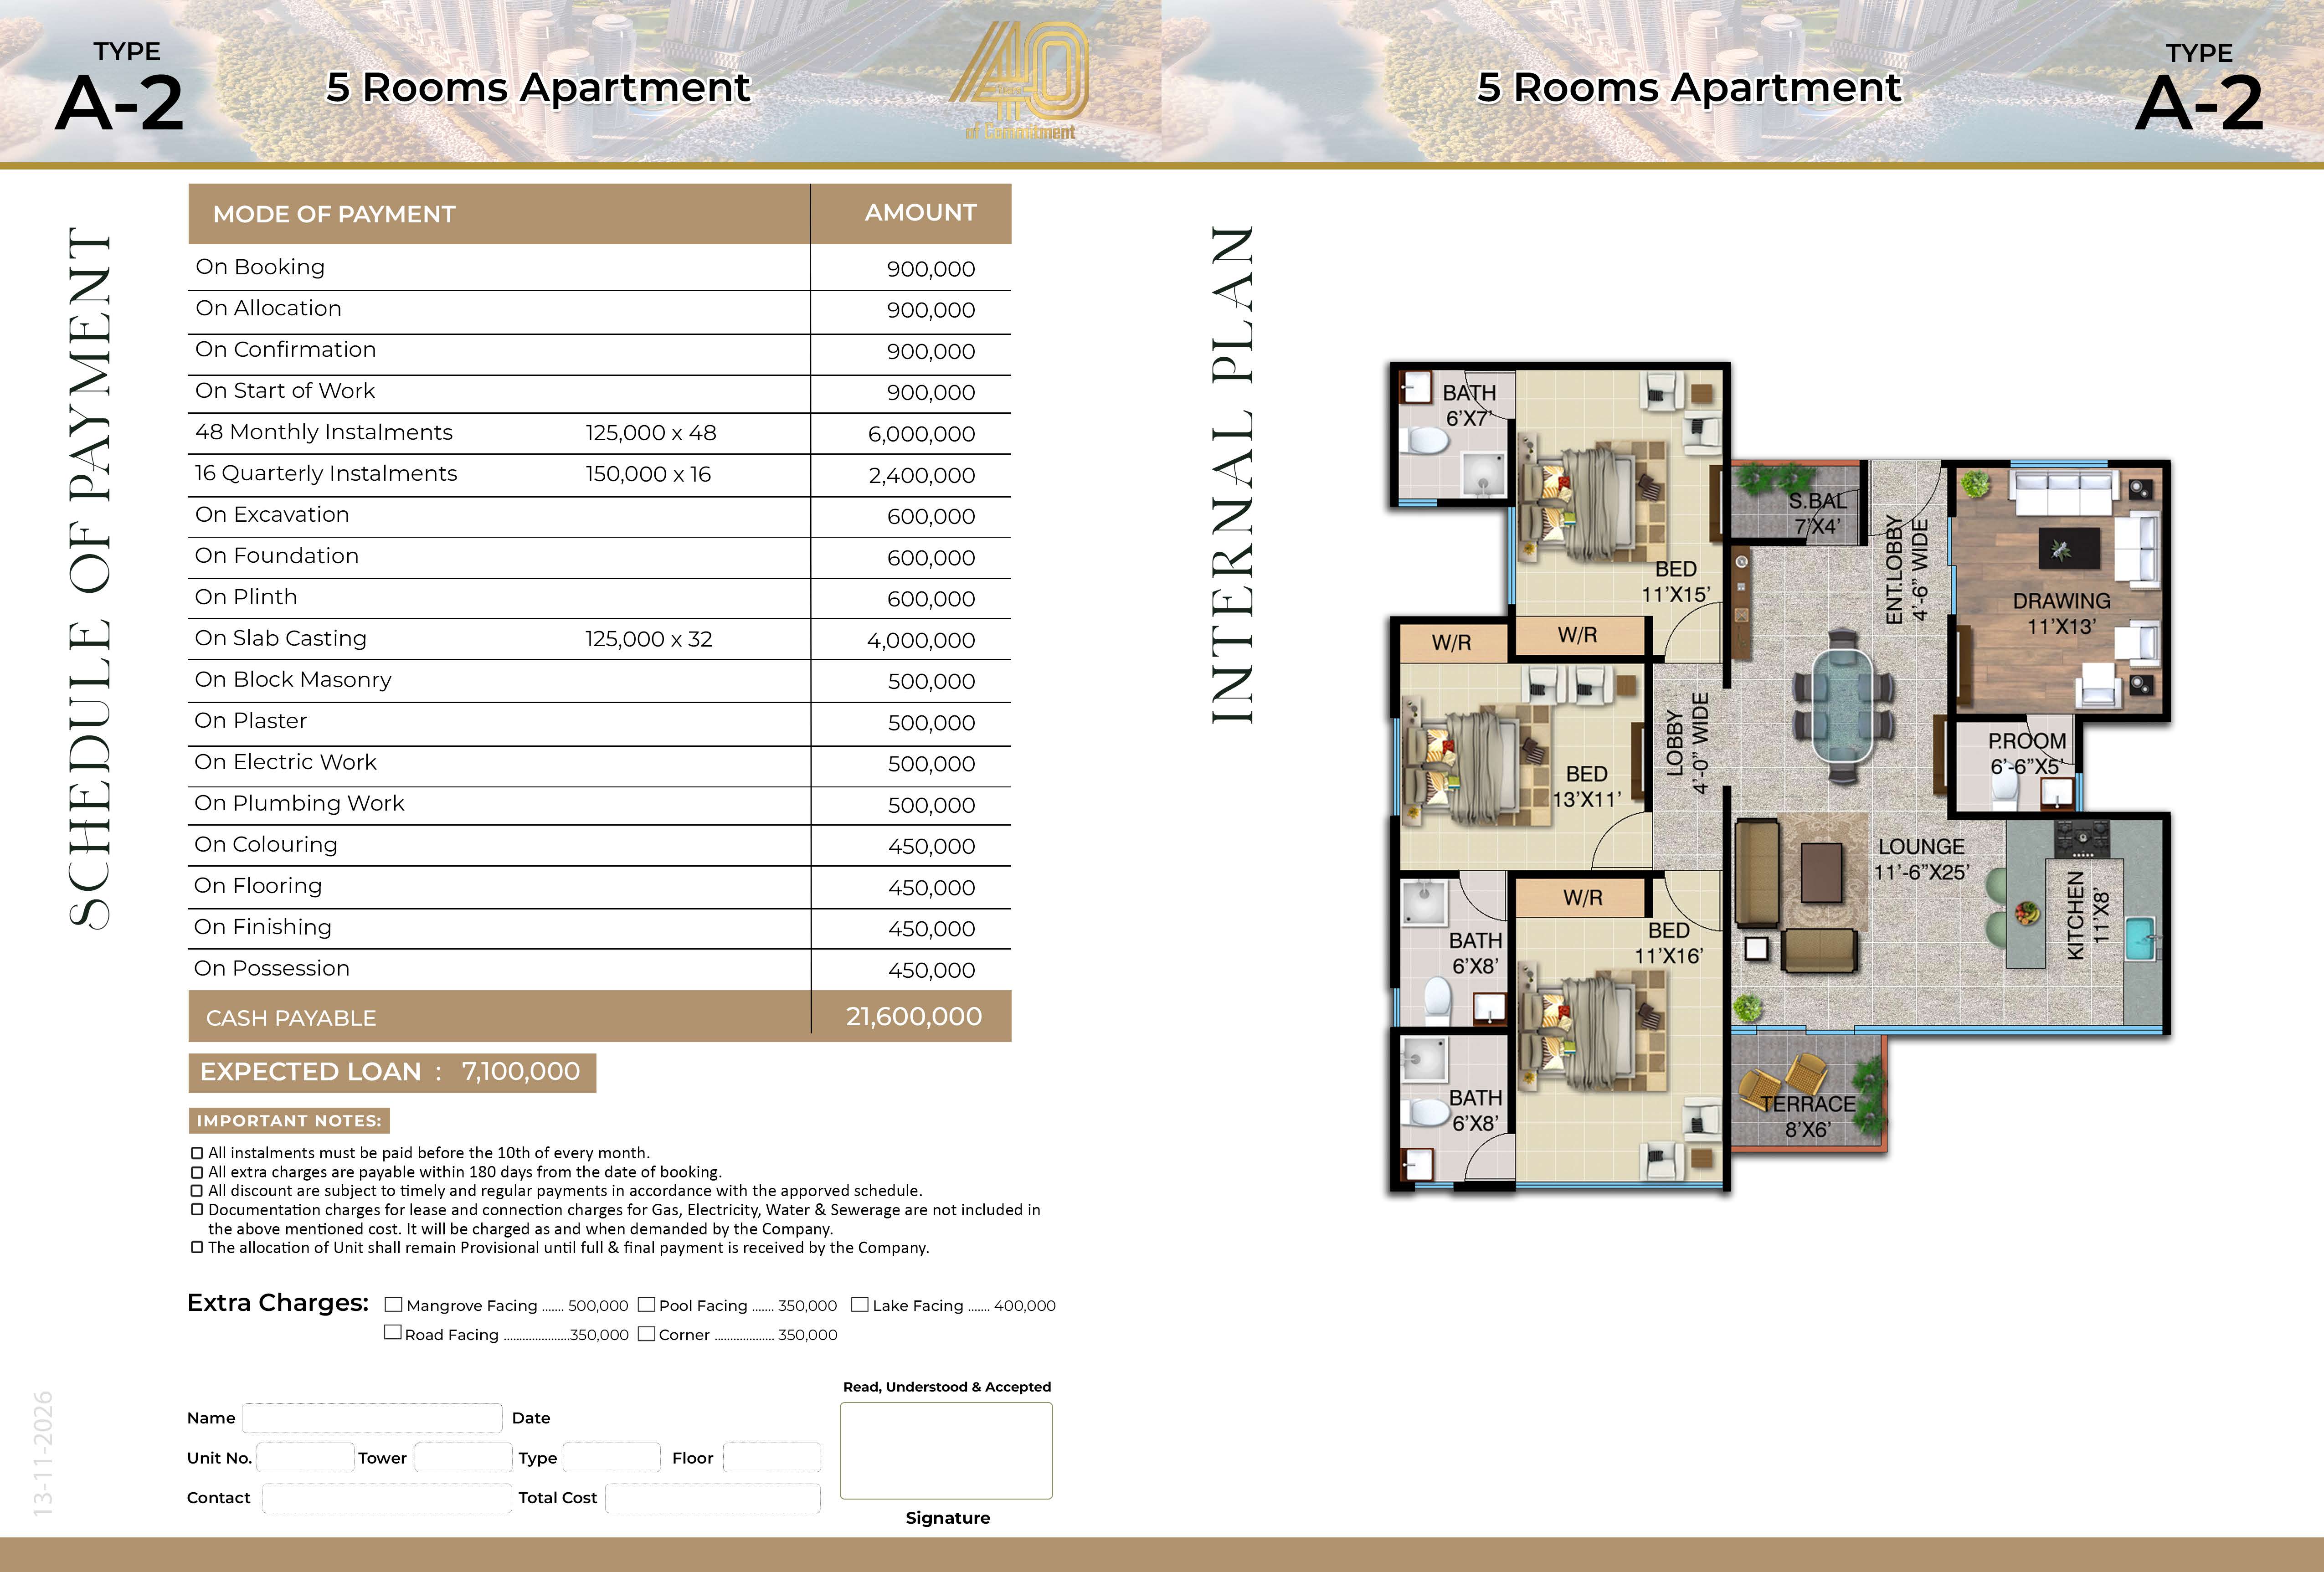 TYPE
A-2
5 Rooms Apartment
40
of Commitment
SCHEDULE OF PAYMENT
MODE OF PAYMENT AMOUNT
On Booking 900,000
On Allocation 900,000
On Confirmation 900,000
On Start of Work 900,000
48 Monthly Instalments 125,000 x 48 6,000,000
16 Quarterly Instalments 150,000 x 16 2,400,000
On Excavation 600,000
On Foundation 600,000
On Plinth 600,000
On Slab Casting 125,000 x 32 4,000,000
On Block Masonry 500,000
On Plaster 500,000
On Electric Work 500,000
On Plumbing Work 500,000
On Colouring 450,000
On Flooring 450,000
On Finishing 450,000
On Possession 450,000
CASH PAYABLE 21,600,000
EXPECTED LOAN : 7,100,000
IMPORTANT NOTES:
All instalments must be paid before the 10th of every month.
All extra charges are payable within 180 days from the date of booking.
All discount are subject to timely and regular payments in accordance with the apporved schedule.
Documentation charges for lease and connection charges for Gas, Electricity, Water & Sewerage are not included in
the above mentioned cost. It will be charged as and when demanded by the Company.
The allocation of Unit shall remain Provisional until full & final payment is received by the Company.
Extra Charges: Mangrove Facing ....... 500,000 Pool Facing ....... 350,000 Lake Facing ....... 400,000
Road Facing ......................350,000 Corner ................... 350,000
Read, Understood & Accepted
Name Date
Unit No. Tower Type Floor
Contact Total Cost
Signature
13-11-2026
5 Rooms Apartment
TYPE
A-2
INTERNAL PLAN
BATH
6'X7'
BED
11'X15'
S.BAL
7'X4'
ENT.LOBBY
4'-6" WIDE
DRAWING
11'X13'
W/R
W/R
BED
13'X11'
LOBBY
4'-0" WIDE
P.ROOM
6'-6"X5'
LOUNGE
11'-6"X25'
KITCHEN
11'X8'
W/R
BED
11'X16'
BATH
6'X8'
BATH
6'X8'
TERRACE
8'X6'